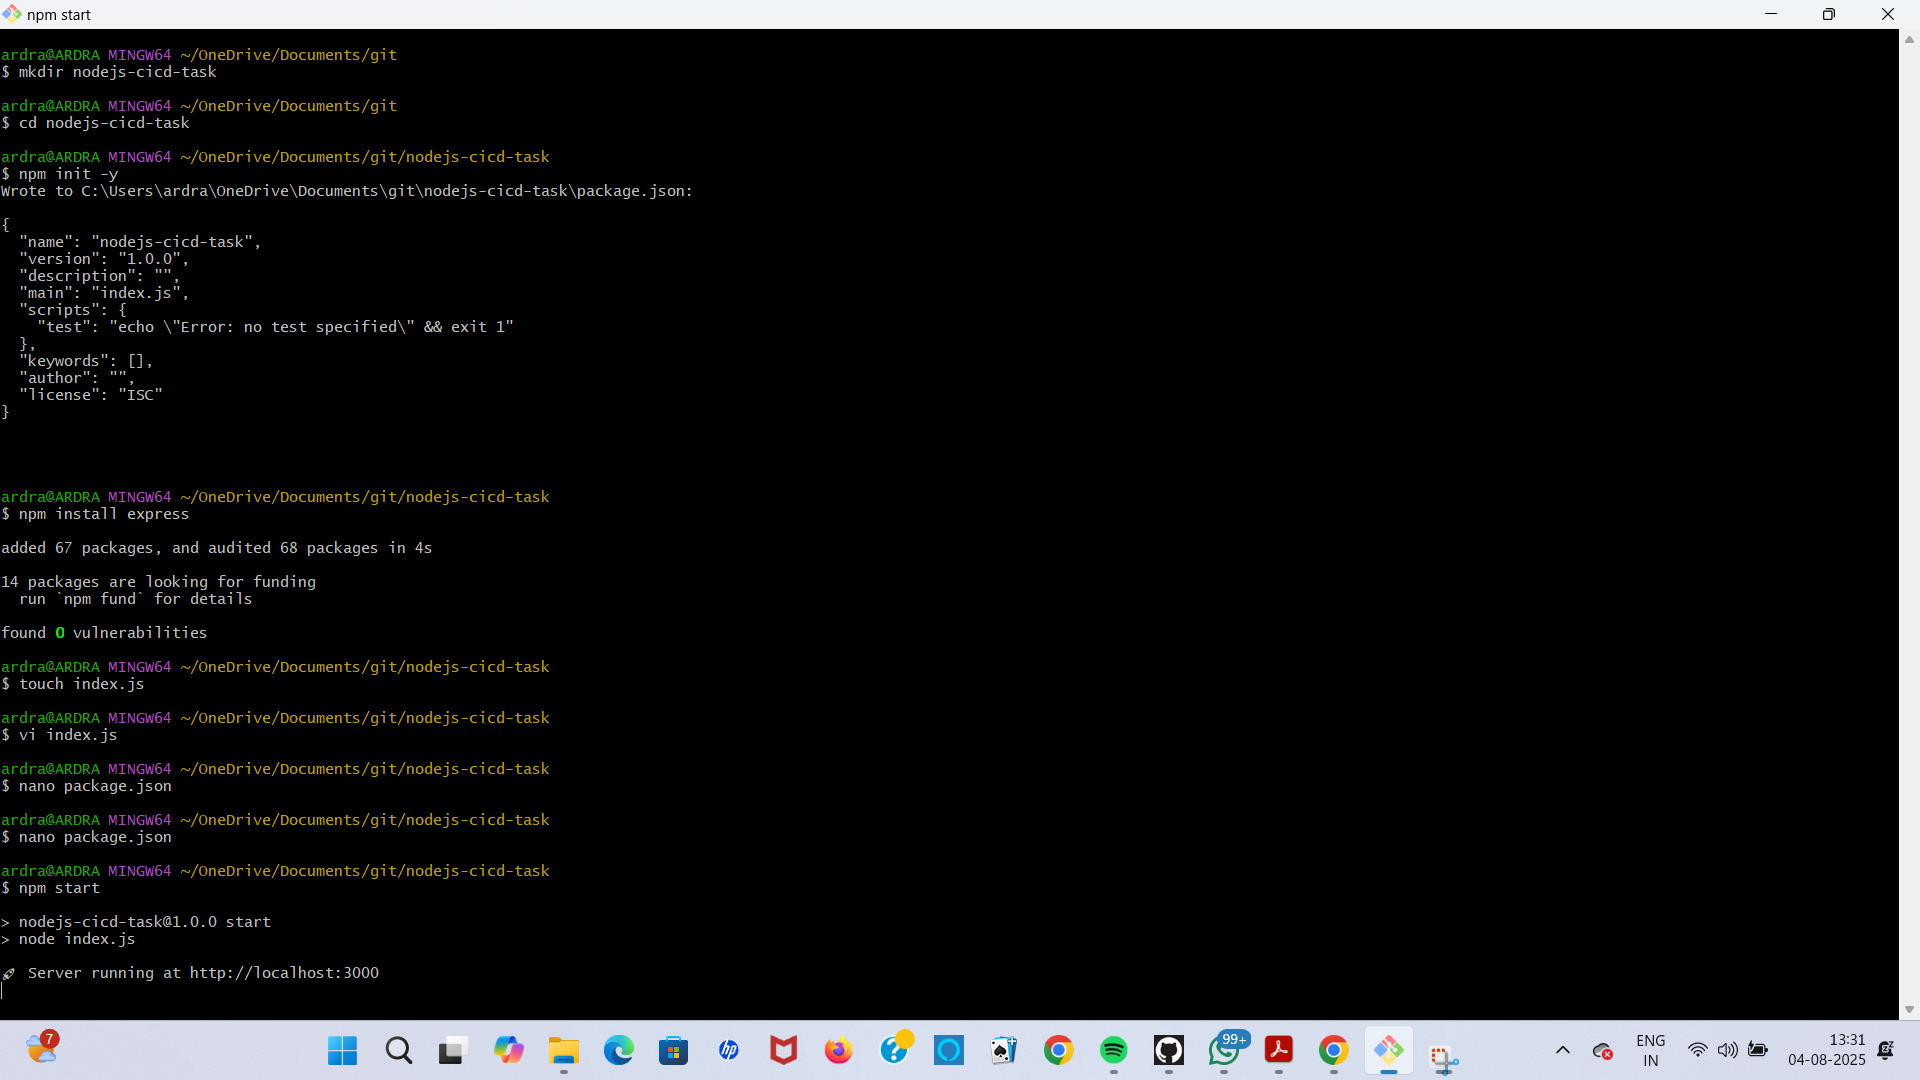 npm start
ardra@ARDRA MINGW64 ~/OneDrive/Documents/git
$ mkdir nodejs-cicd-task
ardra@ARDRA MINGW64 ~/OneDrive/Documents/git
$ cd nodejs-cicd-task
ardra@ARDRA MINGW64 ~/OneDrive/Documents/git/nodejs-cicd-task
$ npm init -y
Wrote to C:\Users\ardra\OneDrive\Documents\git\nodejs-cicd-task\package.json:
{
  "name": "nodejs-cicd-task",
  "version": "1.0.0",
  "description": "",
  "main": "index.js",
  "scripts": {
    "test": "echo \"Error: no test specified\" && exit 1"
  },
  "keywords": [],
  "author": "",
  "license": "ISC"
}
ardra@ARDRA MINGW64 ~/OneDrive/Documents/git/nodejs-cicd-task
$ npm install express
added 67 packages, and audited 68 packages in 4s
14 packages are looking for funding
  run `npm fund` for details
found 0 vulnerabilities
ardra@ARDRA MINGW64 ~/OneDrive/Documents/git/nodejs-cicd-task
$ touch index.js
ardra@ARDRA MINGW64 ~/OneDrive/Documents/git/nodejs-cicd-task
$ vi index.js
ardra@ARDRA MINGW64 ~/OneDrive/Documents/git/nodejs-cicd-task
$ nano package.json
ardra@ARDRA MINGW64 ~/OneDrive/Documents/git/nodejs-cicd-task
$ nano package.json
ardra@ARDRA MINGW64 ~/OneDrive/Documents/git/nodejs-cicd-task
$ npm start
> nodejs-cicd-task@1.0.0 start
> node index.js
🚀 Server running at http://localhost:3000
7
hp
99+
ENG
IN
13:31
04-08-2025